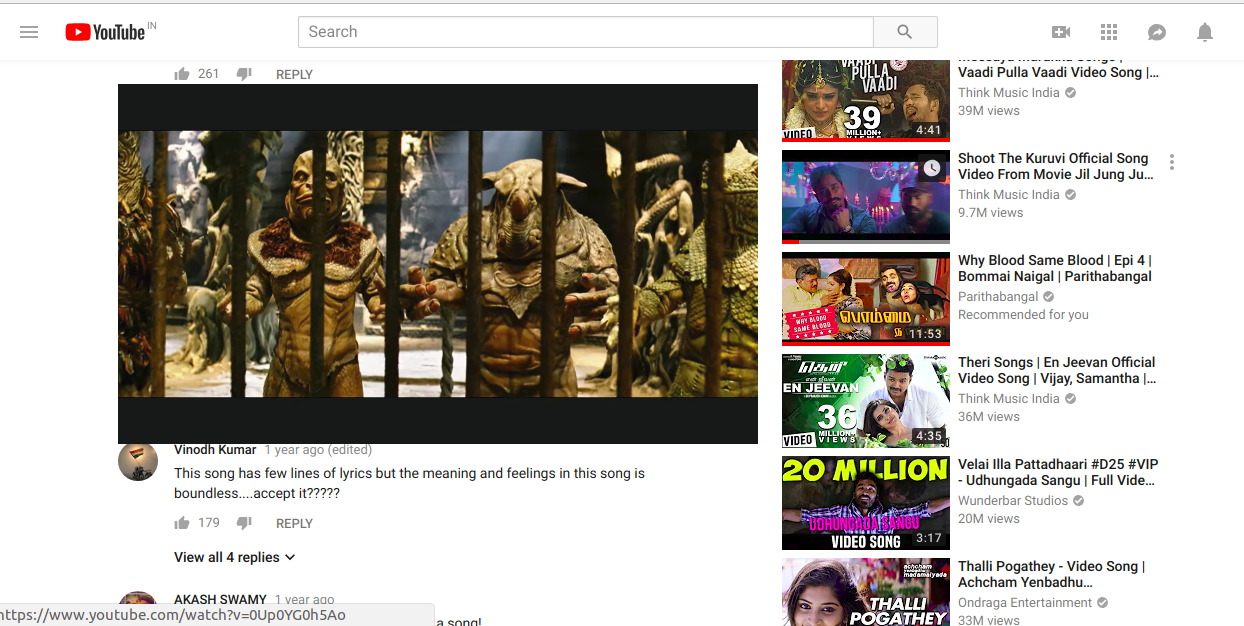 YouTube IN
Search
261
REPLY
Vinodh Kumar 1 year ago (edited)
This song has few lines of lyrics but the meaning and feelings in this song is
boundless....accept it?????
179
REPLY
View all 4 replies
AKASH SWAMY 1 year ago
a song!
https://www.youtube.com/watch?v=0Up0YG0h5Ao
VAADI
PULLA
VAADI
39
MILLION+
VIDEO
4:41
Vaadi Pulla Vaadi Video Song |...
Think Music India
39M views
Shoot The Kuruvi Official Song
Video From Movie Jil Jung Ju...
Think Music India
9.7M views
WHY BLOOD
SAME BLOOD
பொம்மை
11:53
Why Blood Same Blood | Epi 4 |
Bommai Naigal | Parithabangal
Parithabangal
Recommended for you
தெறி
EN JEEVAN
36
MILLION+
VIEWS
VIDEO
4:35
Theri Songs | En Jeevan Official
Video Song | Vijay, Samantha |...
Think Music India
36M views
20 MILLION
UDHUNGADA SANGU
VIDEO SONG
3:17
Velai Illa Pattadhaari #D25 #VIP
- Udhungada Sangu | Full Vide...
Wunderbar Studios
20M views
achcham
yenbadhu
madamaiyada
THALLI
POGATHEY
Thalli Pogathey - Video Song |
Achcham Yenbadhu...
Ondraga Entertainment
33M views